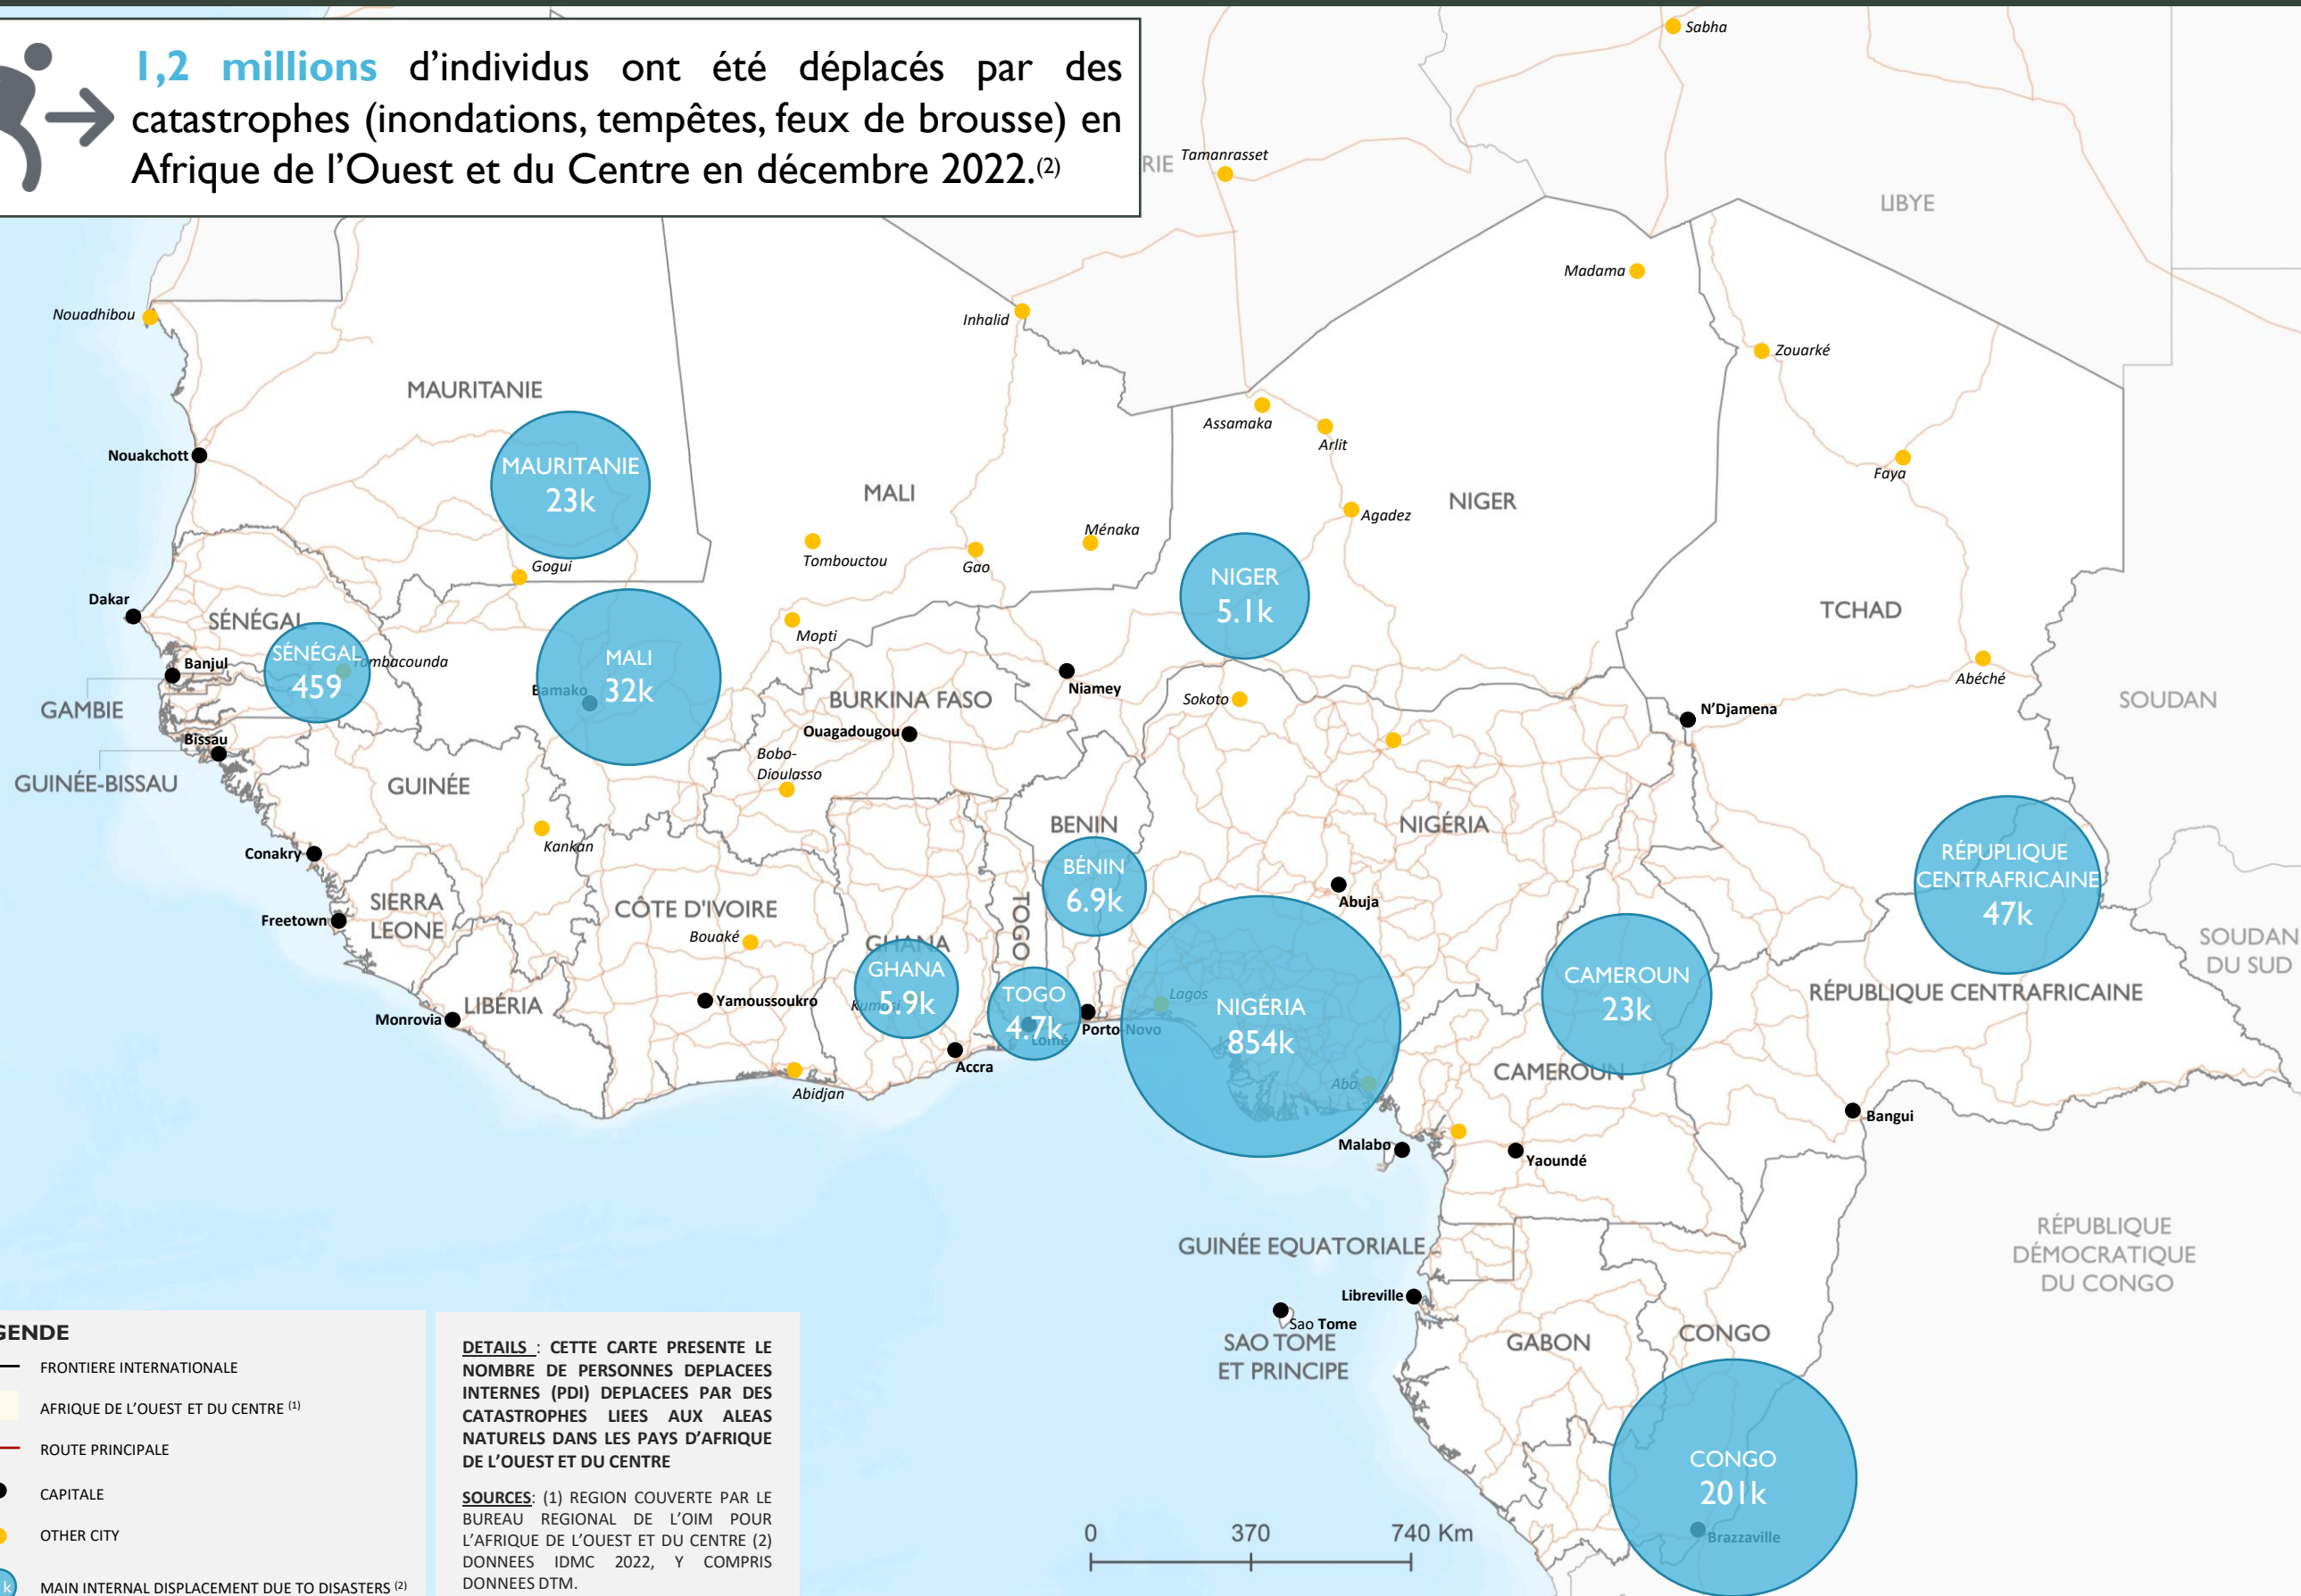 1,2 millions d’individus ont été déplacés par des
catastrophes (inondations, tempêtes, feux de brousse) en
Afrique de l’Ouest et du Centre en décembre 2022.(2)
Sabha
RIE
Tamanrasset
LIBYE
Madama
Nouadhibou
Inhalid
Zouarké
MAURITANIE
Assamaka
Arlit
Nouakchott
MAURITANIE
23k
Faya
MALI
NIGER
Agadez
Ménaka
Tombouctou
Gao
Gogui
NIGER
5.1k
Dakar
SÉNÉGAL
TCHAD
Mopti
SÉNÉGAL
459
Tombacounda
MALI
32k
Bamako
Banjul
Niamey
Abéché
GAMBIE
BURKINA FASO
Sokoto
SOUDAN
N’Djamena
Ouagadougou
Bissau
Bobo-
Dioulasso
GUINÉE-BISSAU
GUINÉE
BENIN
NIGÉRIA
Kankan
Conakry
RÉPUPLIQUE
CENTRAFRICAINE
47k
BÉNIN
6.9k
SIERRA
LEONE
CÔTE D'IVOIRE
Abuja
Freetown
TOGO
Bouaké
GHANA
SOUDAN
DU SUD
GHANA
5.9k
Kumasi
CAMEROUN
23k
TOGO
4.7k
Lomé
Lagos
RÉPUBLIQUE CENTRAFRICAINE
LIBÉRIA
Yamoussoukro
NIGÉRIA
854k
Monrovia
Porto-Novo
Accra
CAMEROUN
Aba
Abidjan
Bangui
Malabo
Yaoundé
GUINÉE EQUATORIALE
RÉPUBLIQUE
DÉMOCRATIQUE
DU CONGO
Libreville
Sao Tome
SAO TOME
ET PRINCIPE
GABON
CONGO
CONGO
201k
Brazzaville
0 370 740 Km
GENDE
FRONTIERE INTERNATIONALE
AFRIQUE DE L’OUEST ET DU CENTRE (1)
ROUTE PRINCIPALE
CAPITALE
OTHER CITY
k MAIN INTERNAL DISPLACEMENT DUE TO DISASTERS (2)
DETAILS : CETTE CARTE PRESENTE LE
NOMBRE DE PERSONNES DEPLACEES
INTERNES (PDI) DEPLACEES PAR DES
CATASTROPHES LIEES AUX ALEAS
NATURELS DANS LES PAYS D’AFRIQUE
DE L’OUEST ET DU CENTRE
SOURCES: (1) REGION COUVERTE PAR LE
BUREAU REGIONAL DE L’OIM POUR
L’AFRIQUE DE L’OUEST ET DU CENTRE (2)
DONNEES IDMC 2022, Y COMPRIS
DONNEES DTM.